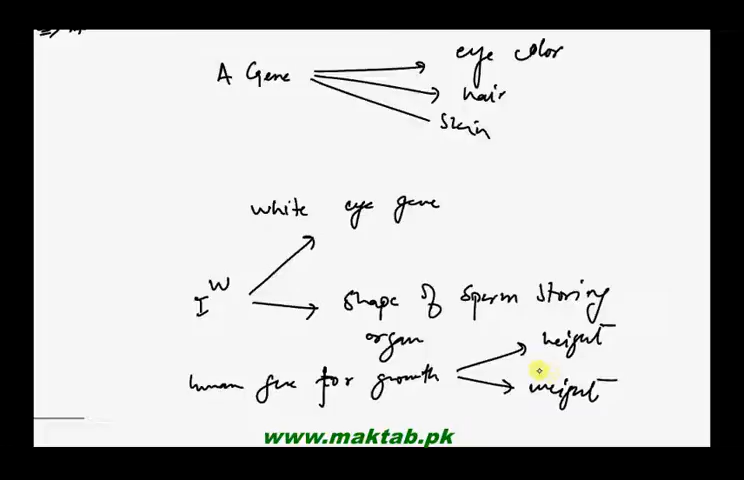 eye color
A Gene
hair
Skin
white eye gene
I^W
shape of sperm storing
organ
height
human gene for growth
weight
www.maktab.pk